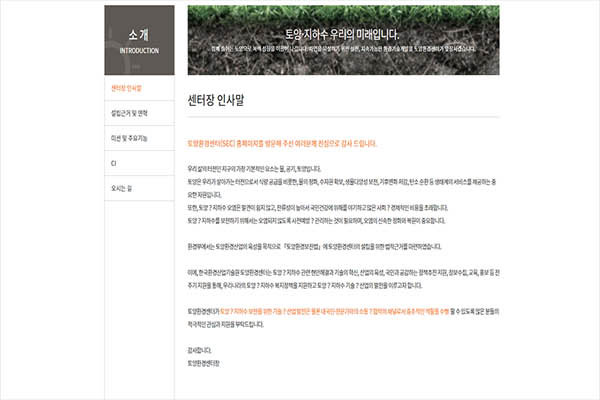 소 개
INTRODUCTION
센터장 인사말
설립근거 및 연혁
미션 및 주요기능
CI
오시는 길
토양·지하수 우리의 미래입니다.
센터장 인사말
토양환경센터(SEC) 홈페이지를 방문해 주신 여러분께 진심으로 감사 드립니다.
우리 삶의 터전인 지구의 가장 기본적인 요소는 물, 공기, 토양입니다.
토양은 우리가 살아가는 터전으로서 식량 공급을 비롯한, 물의 정화, 수자원 확보, 생물다양성 보전, 기후변화 저감, 탄소 순환 등 생태계의 서비스를 제공하는 중
요한 자원입니다.
또한, 토양 ? 지하수 오염은 발견이 쉽지 않고, 잔류성이 높아서 국민건강에 위해를 야기하고 많은 사회 ? 경제적인 비용을 초래합니다.
토양 ? 지하수를 보전하기 위해서는 오염되지 않도록 사전예방 ? 관리하는 것이 필요하며, 오염의 신속한 정화와 복원이 중요합니다.
환경부에서는 토양환경산업의 육성을 목적으로 『토양환경보전법』에 토양환경센터의 설립을 위한 법적근거를 마련하였습니다.
이에, 한국환경산업기술원 토양환경센터는 토양 ? 지하수 관련 현안해결과 기술의 혁신, 산업의 육성, 국민과 공감하는 정책추진 지원, 정보수집, 교육, 홍보 등 전
주기 지원을 통해, 우리나라의 토양 ? 지하수 복지정책을 지원하고 토양 ? 지하수 기술 ? 산업의 발전을 이루고자 합니다.
토양환경센터가 토양 ? 지하수 보전을 위한 기술 ? 산업 발전은 물론 대국민·전문가와의 소통 ? 협력의 채널로서 중추적인 역할을 수행 할 수 있도록 많은 분들의
적극적인 관심과 지원을 부탁드립니다.
감사합니다.
토양환경센터장